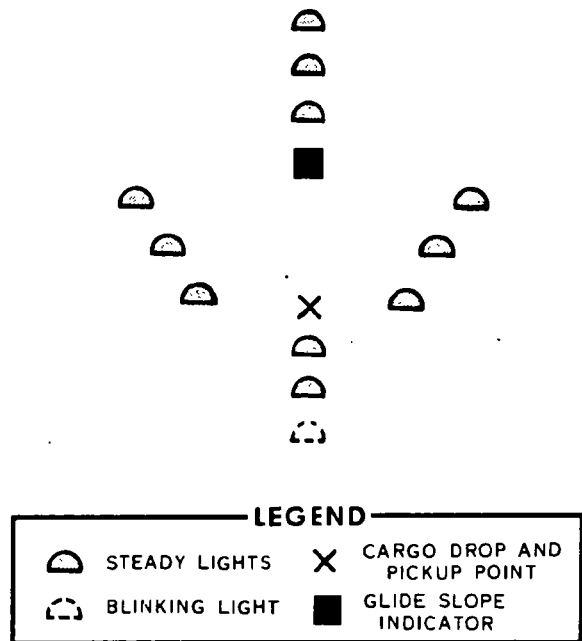 LEGEND
STEADY LIGHTS
CARGO DROP AND
PICKUP POINT
BLINKING LIGHT
GLIDE SLOPE
INDICATOR